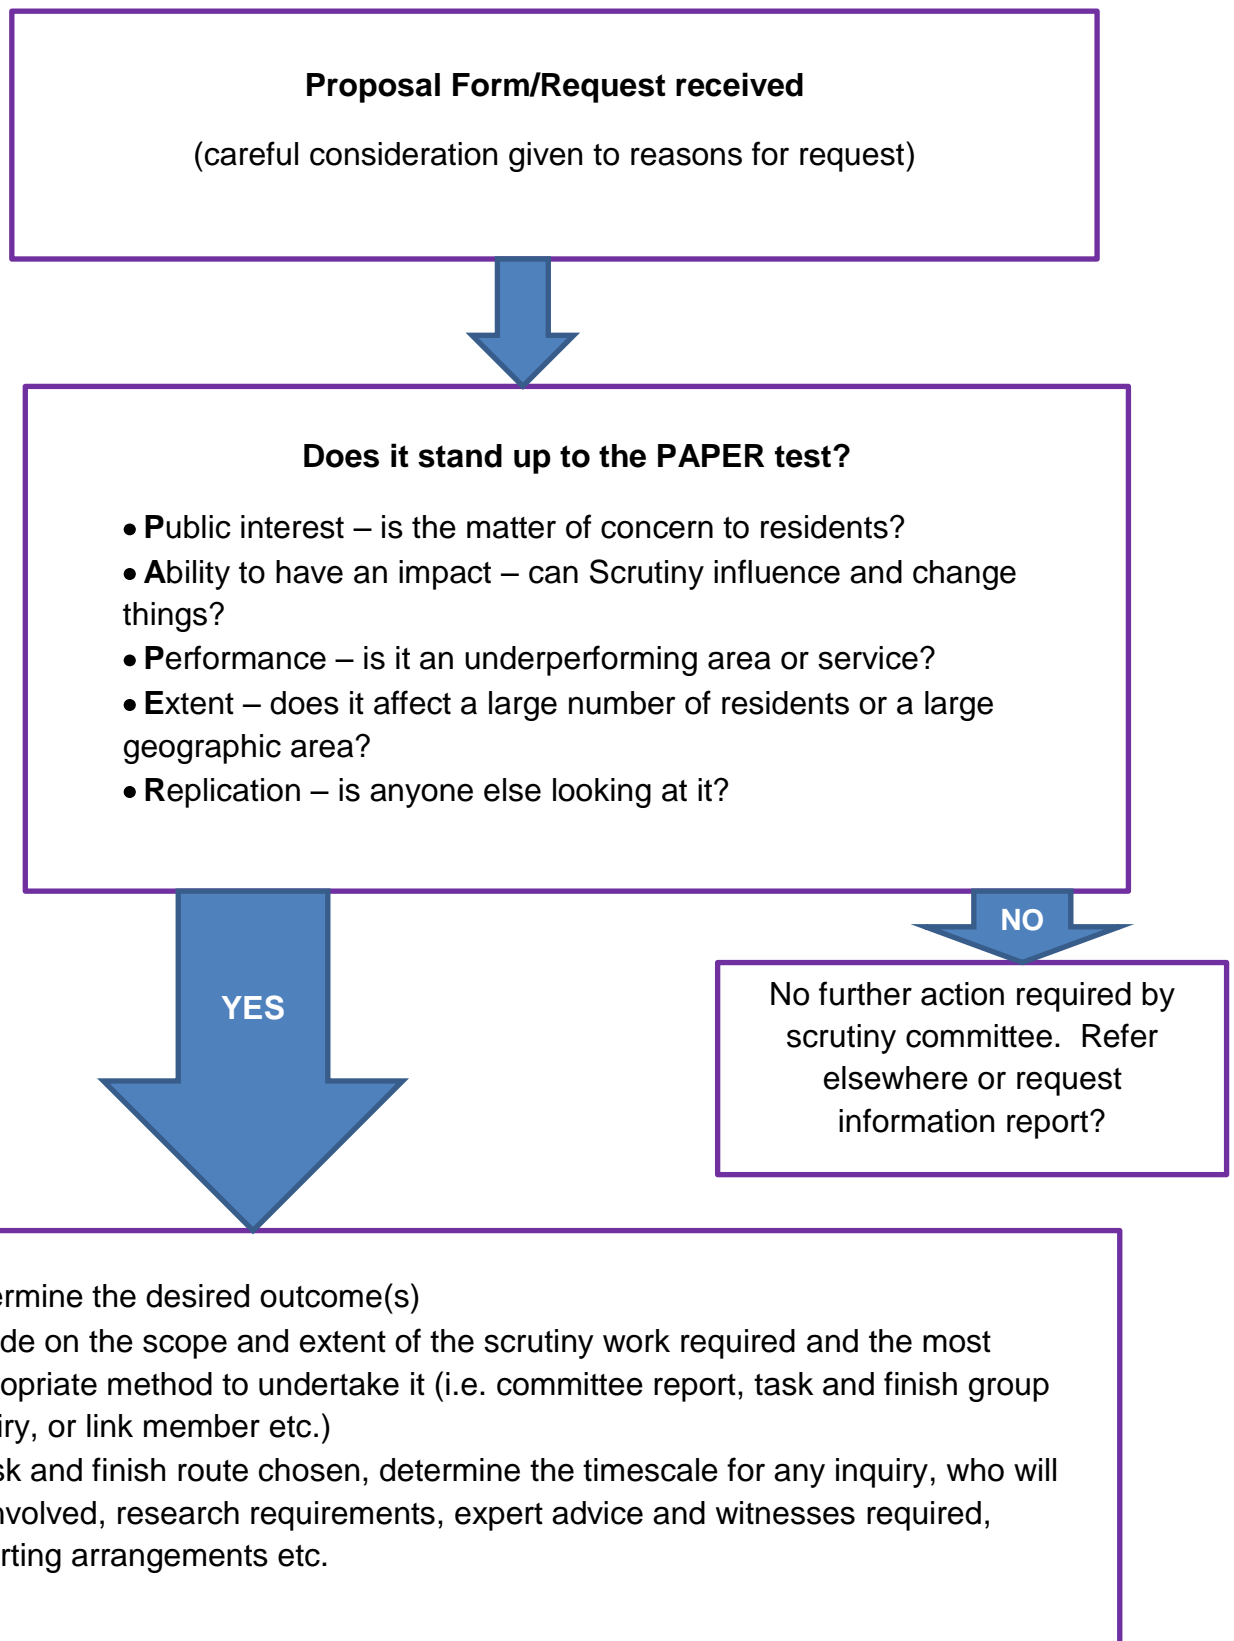 Proposal Form/Request received
(careful consideration given to reasons for request)
Does it stand up to the PAPER test?
• Public interest – is the matter of concern to residents?
• Ability to have an impact – can Scrutiny influence and change
things?
• Performance – is it an underperforming area or service?
• Extent – does it affect a large number of residents or a large
geographic area?
• Replication – is anyone else looking at it?
NO
YES
No further action required by
scrutiny committee.  Refer
elsewhere or request
information report?
ermine the desired outcome(s)
de on the scope and extent of the scrutiny work required and the most
opriate method to undertake it (i.e. committee report, task and finish group
iry, or link member etc.)
sk and finish route chosen, determine the timescale for any inquiry, who will
nvolved, research requirements, expert advice and witnesses required,
rting arrangements etc.